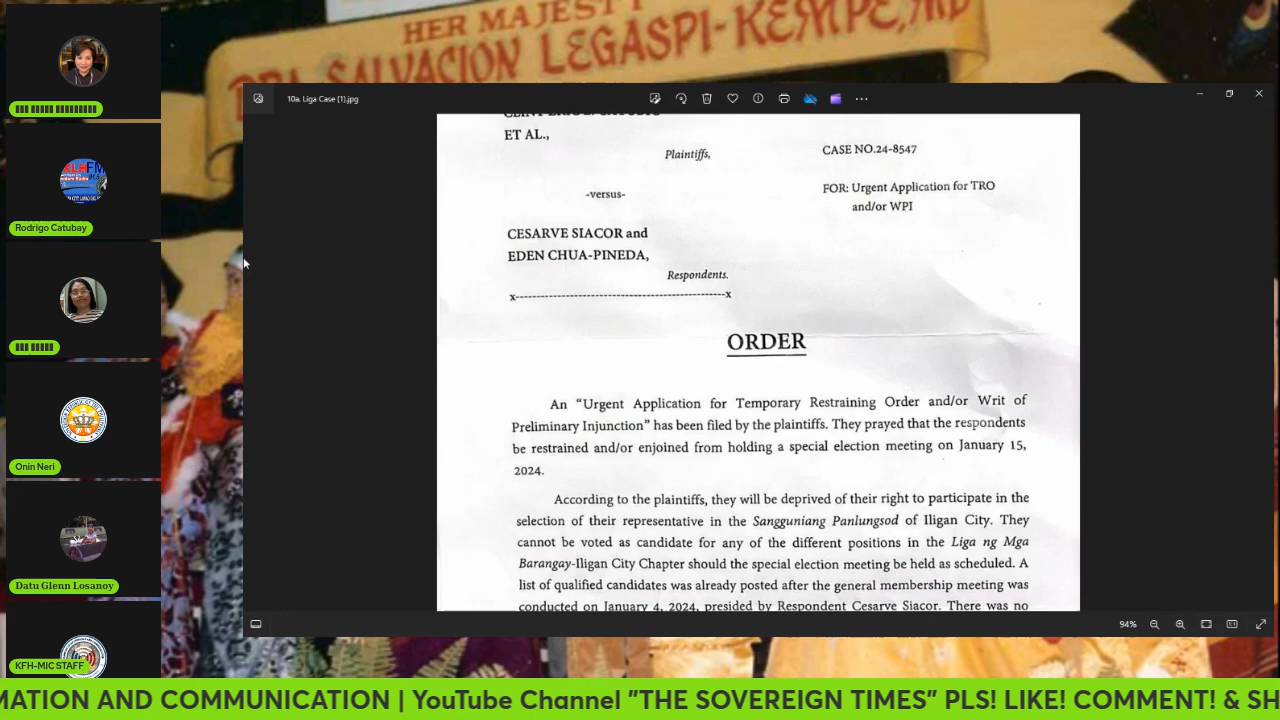 HER MAJESTY
DRA. SALVACION LEGASPI-KEMPE, MD
10a. Liga Case (1).jpg
ET AL.,
Plaintiffs,
CASE NO.24-8547
-versus-
FOR: Urgent Application for TRO
and/or WPI
CESARVE SIACOR and
EDEN CHUA-PINEDA,
Respondents.
x--------------------------------------------------x
ORDER
An “Urgent Application for Temporary Restraining Order and/or Writ of
Preliminary Injunction” has been filed by the plaintiffs. They prayed that the respondents
be restrained and/or enjoined from holding a special election meeting on January 15,
2024.
According to the plaintiffs, they will be deprived of their right to participate in the
selection of their representative in the Sangguniang Panlungsod of Iligan City. They
cannot be voted as candidate for any of the different positions in the Liga ng Mga
Barangay-Iligan City Chapter should the special election meeting be held as scheduled. A
list of qualified candidates was already posted after the general membership meeting was
conducted on January 4, 2024, presided by Respondent Cesarve Siacor. There was no
94%
Rodrigo Catubay
Onin Neri
Datu Glenn Losanoy
KFH-MIC STAFF
MATION AND COMMUNICATION | YouTube Channel "THE SOVEREIGN TIMES" PLS! LIKE! COMMENT! & SH